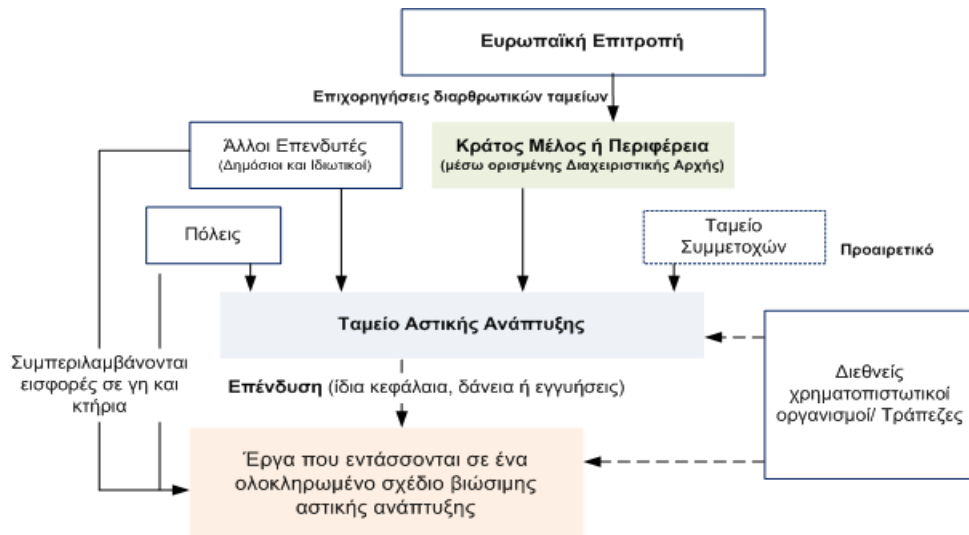 Ευρωπαϊκή Επιτροπή
Επιχορηγήσεις διαρθρωτικών ταμείων
Άλλοι Επενδυτές
(Δημόσιοι και Ιδιωτικοί)
Κράτος Μέλος ή Περιφέρεια
(μέσω ορισμένης Διαχειριστικής Αρχής)
Πόλεις
Ταμείο
Συμμετοχών
Προαιρετικό
Ταμείο Αστικής Ανάπτυξης
Συμπεριλαμβάνονται
εισφορές σε γη και
κτήρια
Επένδυση (ίδια κεφάλαια, δάνεια ή εγγυήσεις)
Διεθνείς
χρηματοπιστωτικοί
οργανισμοί/ Τράπεζες
Έργα που εντάσσονται σε ένα
ολοκληρωμένο σχέδιο βιώσιμης
αστικής ανάπτυξης